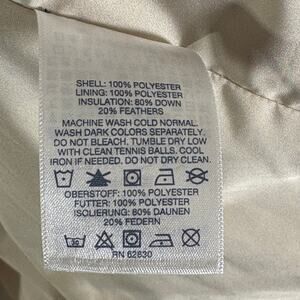 SHELL: 100% POLYESTER
LINING: 100% POLYESTER
INSULATION: 80% DOWN
20% FEATHERS
MACHINE WASH COLD NORMAL.
WASH DARK COLORS SEPARATELY.
DO NOT BLEACH. TUMBLE DRY LOW
WITH CLEAN TENNIS BALLS. COOL
IRON IF NEEDED. DO NOT DRY CLEAN.
OBERSTOFF: 100% POLYESTER
FUTTER: 100% POLYESTER
ISOLIERUNG: 80% DAUNEN
20% FEDERN
30
RN 62830